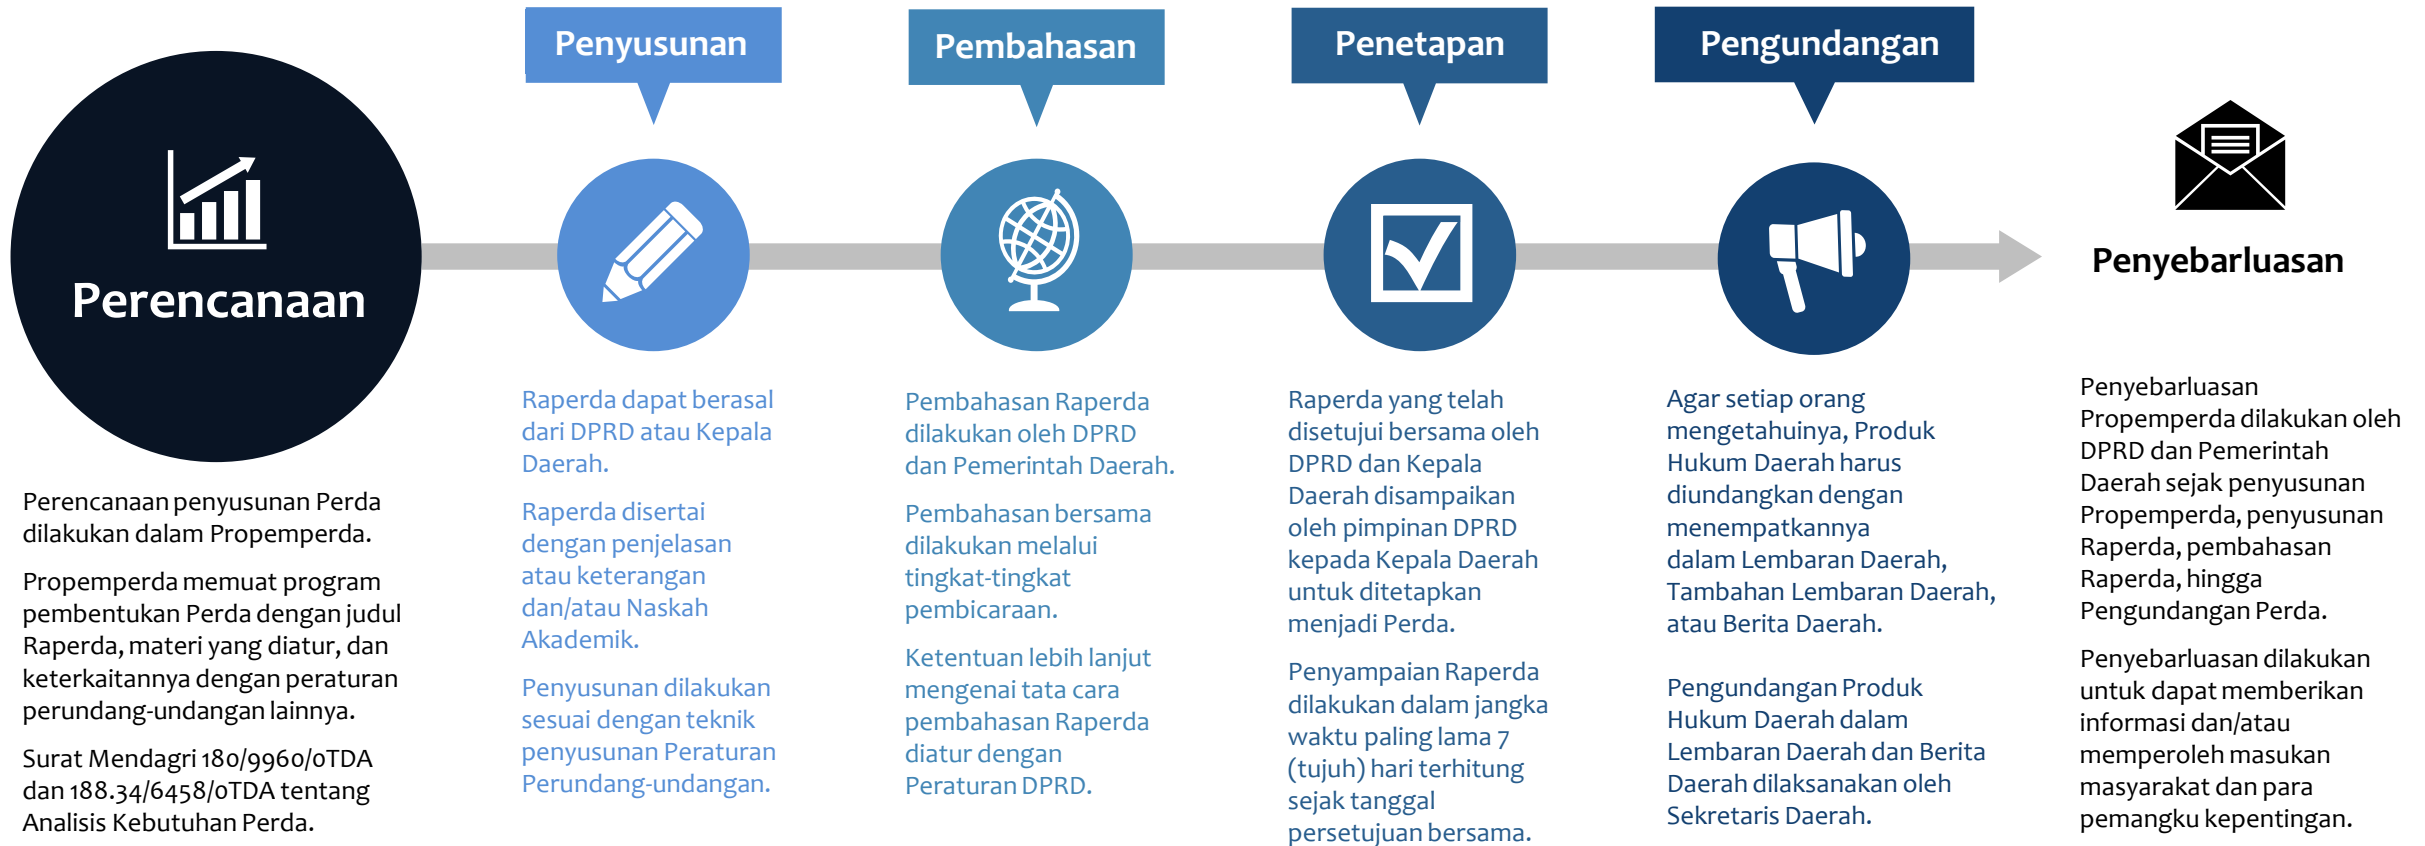 Perencanaan
Perencanaan penyusunan Perda
dilakukan dalam Propemperda.
Propemperda memuat program
pembentukan Perda dengan judul
Raperda, materi yang diatur, dan
keterkaitannya dengan peraturan
perundang-undangan lainnya.
Surat Mendagri 180/9960/0TDA
dan 188.34/6458/0TDA tentang
Analisis Kebutuhan Perda.
Penyusunan
Raperda dapat berasal
dari DPRD atau Kepala
Daerah.
Raperda disertai
dengan penjelasan
atau keterangan
dan/atau Naskah
Akademik.
Penyusunan dilakukan
sesuai dengan teknik
penyusunan Peraturan
Perundang-undangan.
Pembahasan
Pembahasan Raperda
dilakukan oleh DPRD
dan Pemerintah Daerah.
Pembahasan bersama
dilakukan melalui
tingkat-tingkat
pembicaraan.
Ketentuan lebih lanjut
mengenai tata cara
pembahasan Raperda
diatur dengan
Peraturan DPRD.
Penetapan
Raperda yang telah
disetujui bersama oleh
DPRD dan Kepala
Daerah disampaikan
oleh pimpinan DPRD
kepada Kepala Daerah
untuk ditetapkan
menjadi Perda.
Penyampaian Raperda
dilakukan dalam jangka
waktu paling lama 7
(tujuh) hari terhitung
sejak tanggal
persetujuan bersama.
Pengundangan
Agar setiap orang
mengetahuinya, Produk
Hukum Daerah harus
diundangkan dengan
menempatkannya
dalam Lembaran Daerah,
Tambahan Lembaran Daerah,
atau Berita Daerah.
Pengundangan Produk
Hukum Daerah dalam
Lembaran Daerah dan Berita
Daerah dilaksanakan oleh
Sekretaris Daerah.
Penyebarluasan
Penyebarluasan
Propemperda dilakukan oleh
DPRD dan Pemerintah
Daerah sejak penyusunan
Propemperda, penyusunan
Raperda, pembahasan
Raperda, hingga
Pengundangan Perda.
Penyebarluasan dilakukan
untuk dapat memberikan
informasi dan/atau
memperoleh masukan
masyarakat dan para
pemangku kepentingan.